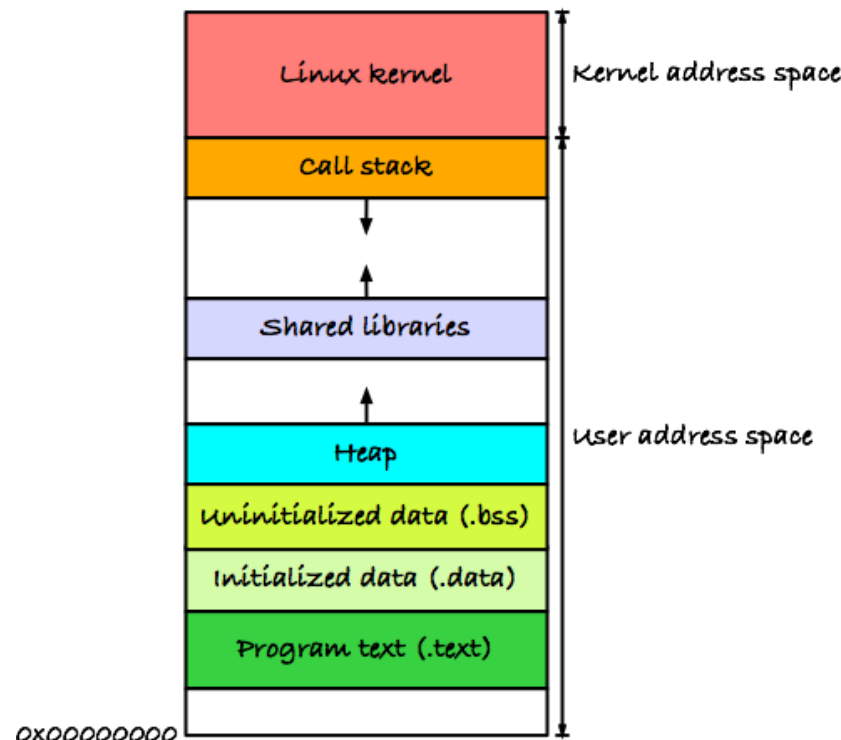 Linux kernel
Kernel address space
Call stack
Shared libraries
User address space
Heap
Uninitialized data (.bss)
Initialized data (.data)
Program text (.text)
0x00000000